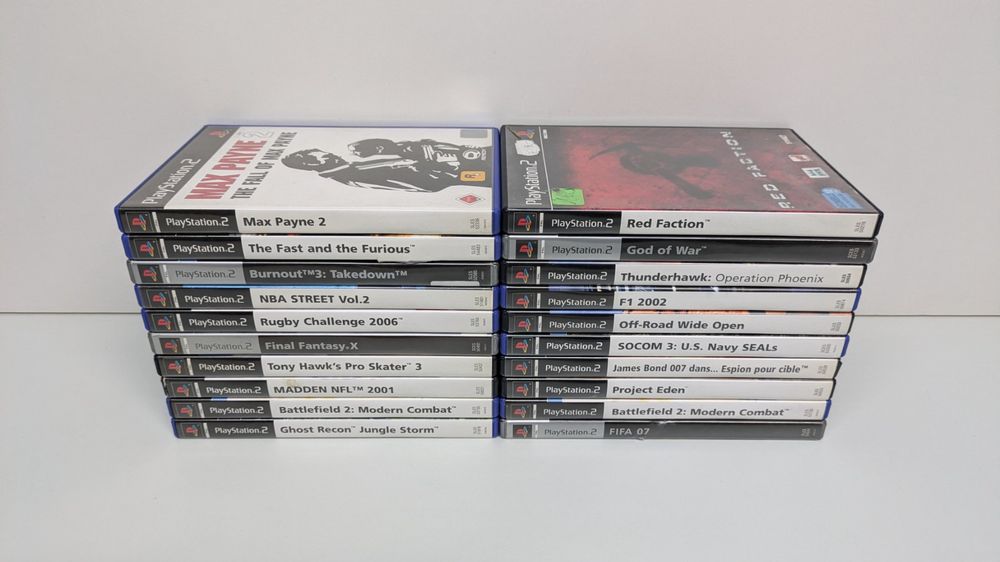 PlayStation 2
MAX PAYNE 2
THE FALL OF MAX PAYNE
PlayStation 2
Max Payne 2
PlayStation 2
The Fast and the Furious™
PlayStation 2
Burnout™3: Takedown™
PlayStation 2
NBA STREET Vol.2
PlayStation 2
Rugby Challenge 2006™
PlayStation 2
Final Fantasy.X
PlayStation 2
Tony Hawk's Pro Skater™ 3
PlayStation 2
MADDEN NFL™ 2001
PlayStation 2
Battlefield 2: Modern Combat™
PlayStation 2
Ghost Recon™ Jungle Storm™
PlayStation 2
RED FACTION
PlayStation 2
Red Faction™
PlayStation 2
God of War™
PlayStation 2
Thunderhawk: Operation Phoenix
PlayStation 2
F1 2002
PlayStation 2
Off-Road Wide Open
PlayStation 2
SOCOM 3: U.S. Navy SEALs
PlayStation 2
James Bond 007 dans... Espion pour cible™
PlayStation 2
Project Eden™
PlayStation 2
Battlefield 2: Modern Combat™
PlayStation 2
FIFA 07